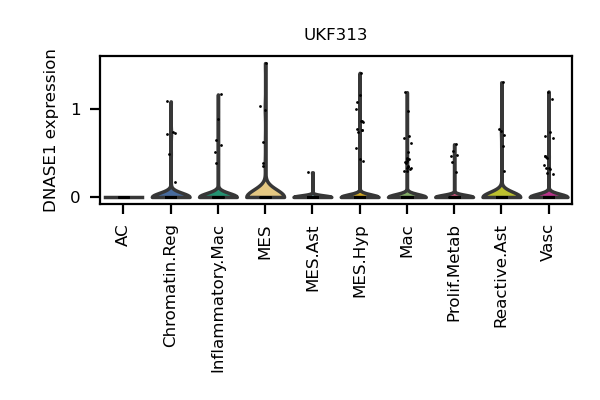 UKF313
DNASE1 expression
1
0
AC
Chromatin.Reg
Inflammatory.Mac
MES
MES.Ast
MES.Hyp
Mac
Prolif.Metab
Reactive.Ast
Vasc